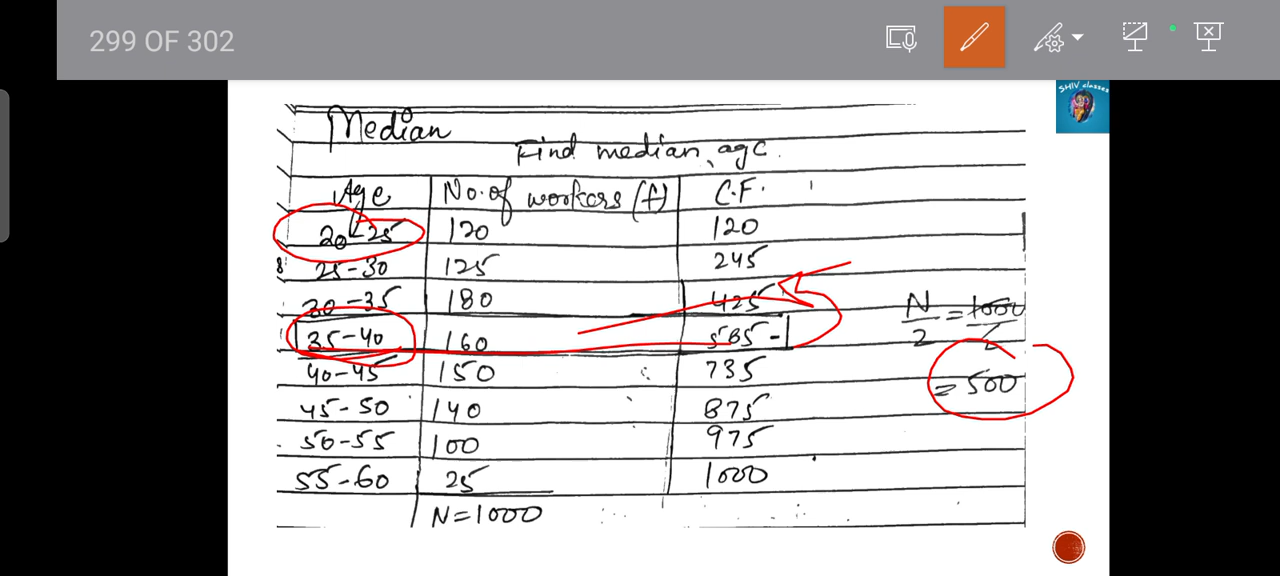 299 OF 302
SHIV classes
Median
Find median age.
Age No. of workers (f) C.F.
20-25 120 120
25-30 125 245
30-35 180 425
35-40 160 585
40-45 150 735
45-50 140 875
50-55 100 975
55-60 25 1000
N=1000
N/2 = 1000/2
= 500